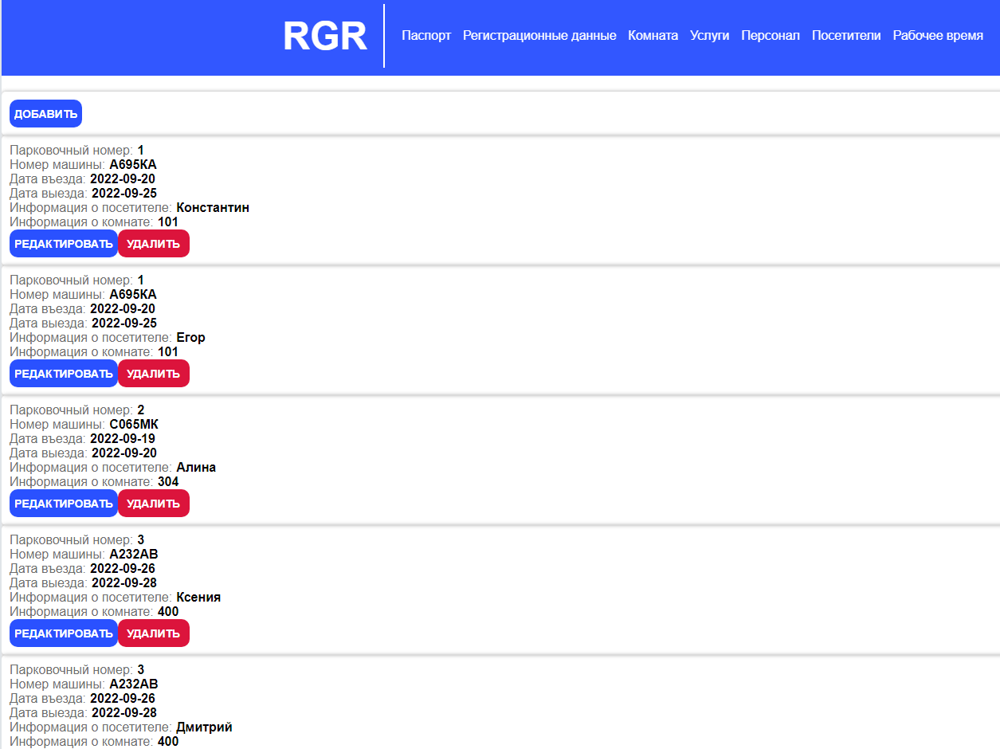 RGR
Паспорт Регистрационные данные Комната Услуги Персонал Посетители Рабочее время
ДОБАВИТЬ
Парковочный номер: 1
Номер машины: А695КА
Дата въезда: 2022-09-20
Дата выезда: 2022-09-25
Информация о посетителе: Константин
Информация о комнате: 101
РЕДАКТИРОВАТЬ УДАЛИТЬ
Парковочный номер: 1
Номер машины: А695КА
Дата въезда: 2022-09-20
Дата выезда: 2022-09-25
Информация о посетителе: Егор
Информация о комнате: 101
РЕДАКТИРОВАТЬ УДАЛИТЬ
Парковочный номер: 2
Номер машины: С065МК
Дата въезда: 2022-09-19
Дата выезда: 2022-09-20
Информация о посетителе: Алина
Информация о комнате: 304
РЕДАКТИРОВАТЬ УДАЛИТЬ
Парковочный номер: 3
Номер машины: А232АВ
Дата въезда: 2022-09-26
Дата выезда: 2022-09-28
Информация о посетителе: Ксения
Информация о комнате: 400
РЕДАКТИРОВАТЬ УДАЛИТЬ
Парковочный номер: 3
Номер машины: А232АВ
Дата въезда: 2022-09-26
Дата выезда: 2022-09-28
Информация о посетителе: Дмитрий
Информация о комнате: 400